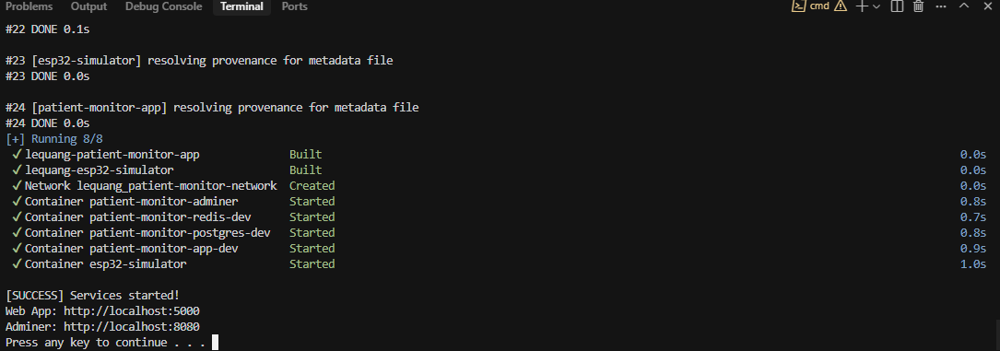 Problems Output Debug Console Terminal Ports cmd
#22 DONE 0.1s
#23 [esp32-simulator] resolving provenance for metadata file
#23 DONE 0.0s
#24 [patient-monitor-app] resolving provenance for metadata file
#24 DONE 0.0s
[+] Running 8/8
✓ lequang-patient-monitor-app Built 0.0s
✓ lequang-esp32-simulator Built 0.0s
✓ Network lequang_patient-monitor-network Created 0.0s
✓ Container patient-monitor-adminer Started 0.8s
✓ Container patient-monitor-redis-dev Started 0.7s
✓ Container patient-monitor-postgres-dev Started 0.8s
✓ Container patient-monitor-app-dev Started 0.9s
✓ Container esp32-simulator Started 1.0s
[SUCCESS] Services started!
Web App: http://localhost:5000
Adminer: http://localhost:8080
Press any key to continue . . .